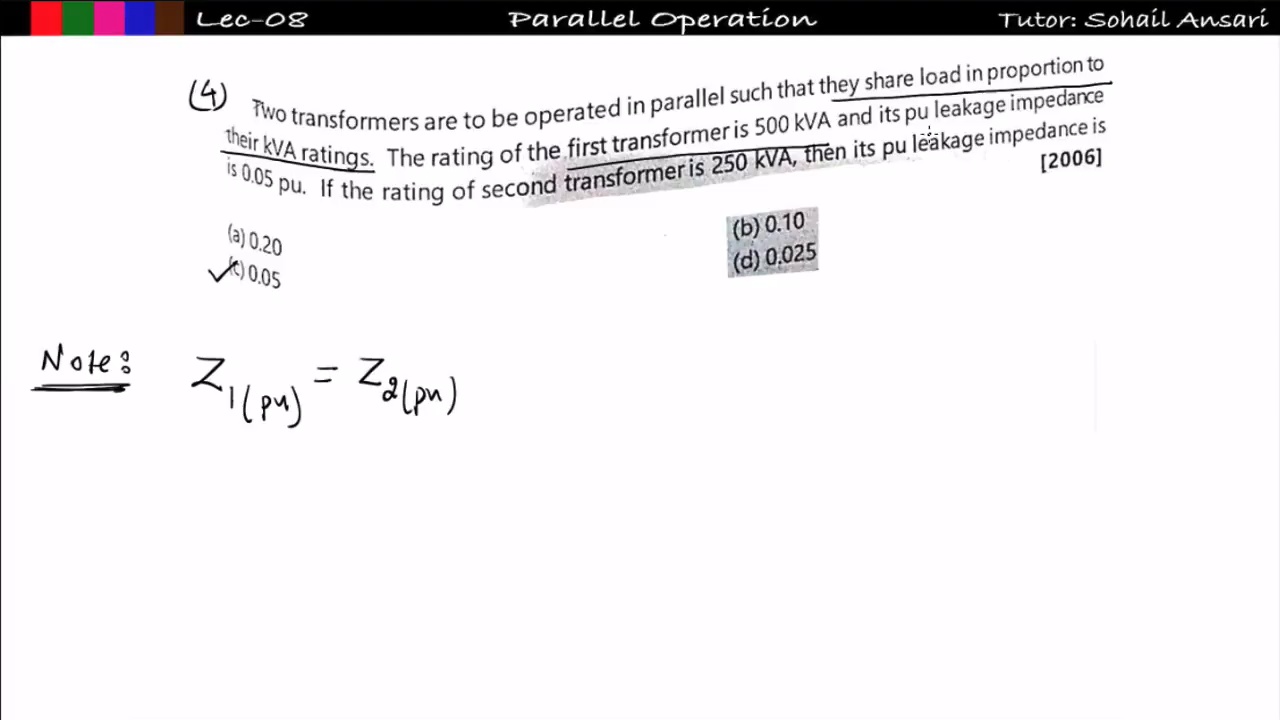 Lec-08 Parallel Operation Tutor: Sohail Ansari
(4) Two transformers are to be operated in parallel such that they share load in proportion to
their kVA ratings. The rating of the first transformer is 500 kVA and its pu leakage impedance
is 0.05 pu. If the rating of second transformer is 250 kVA, then its pu leakage impedance is
[2006]
(a) 0.20 (b) 0.10
(c) 0.05 (d) 0.025
Note: Z1(pu) = Z2(pu)